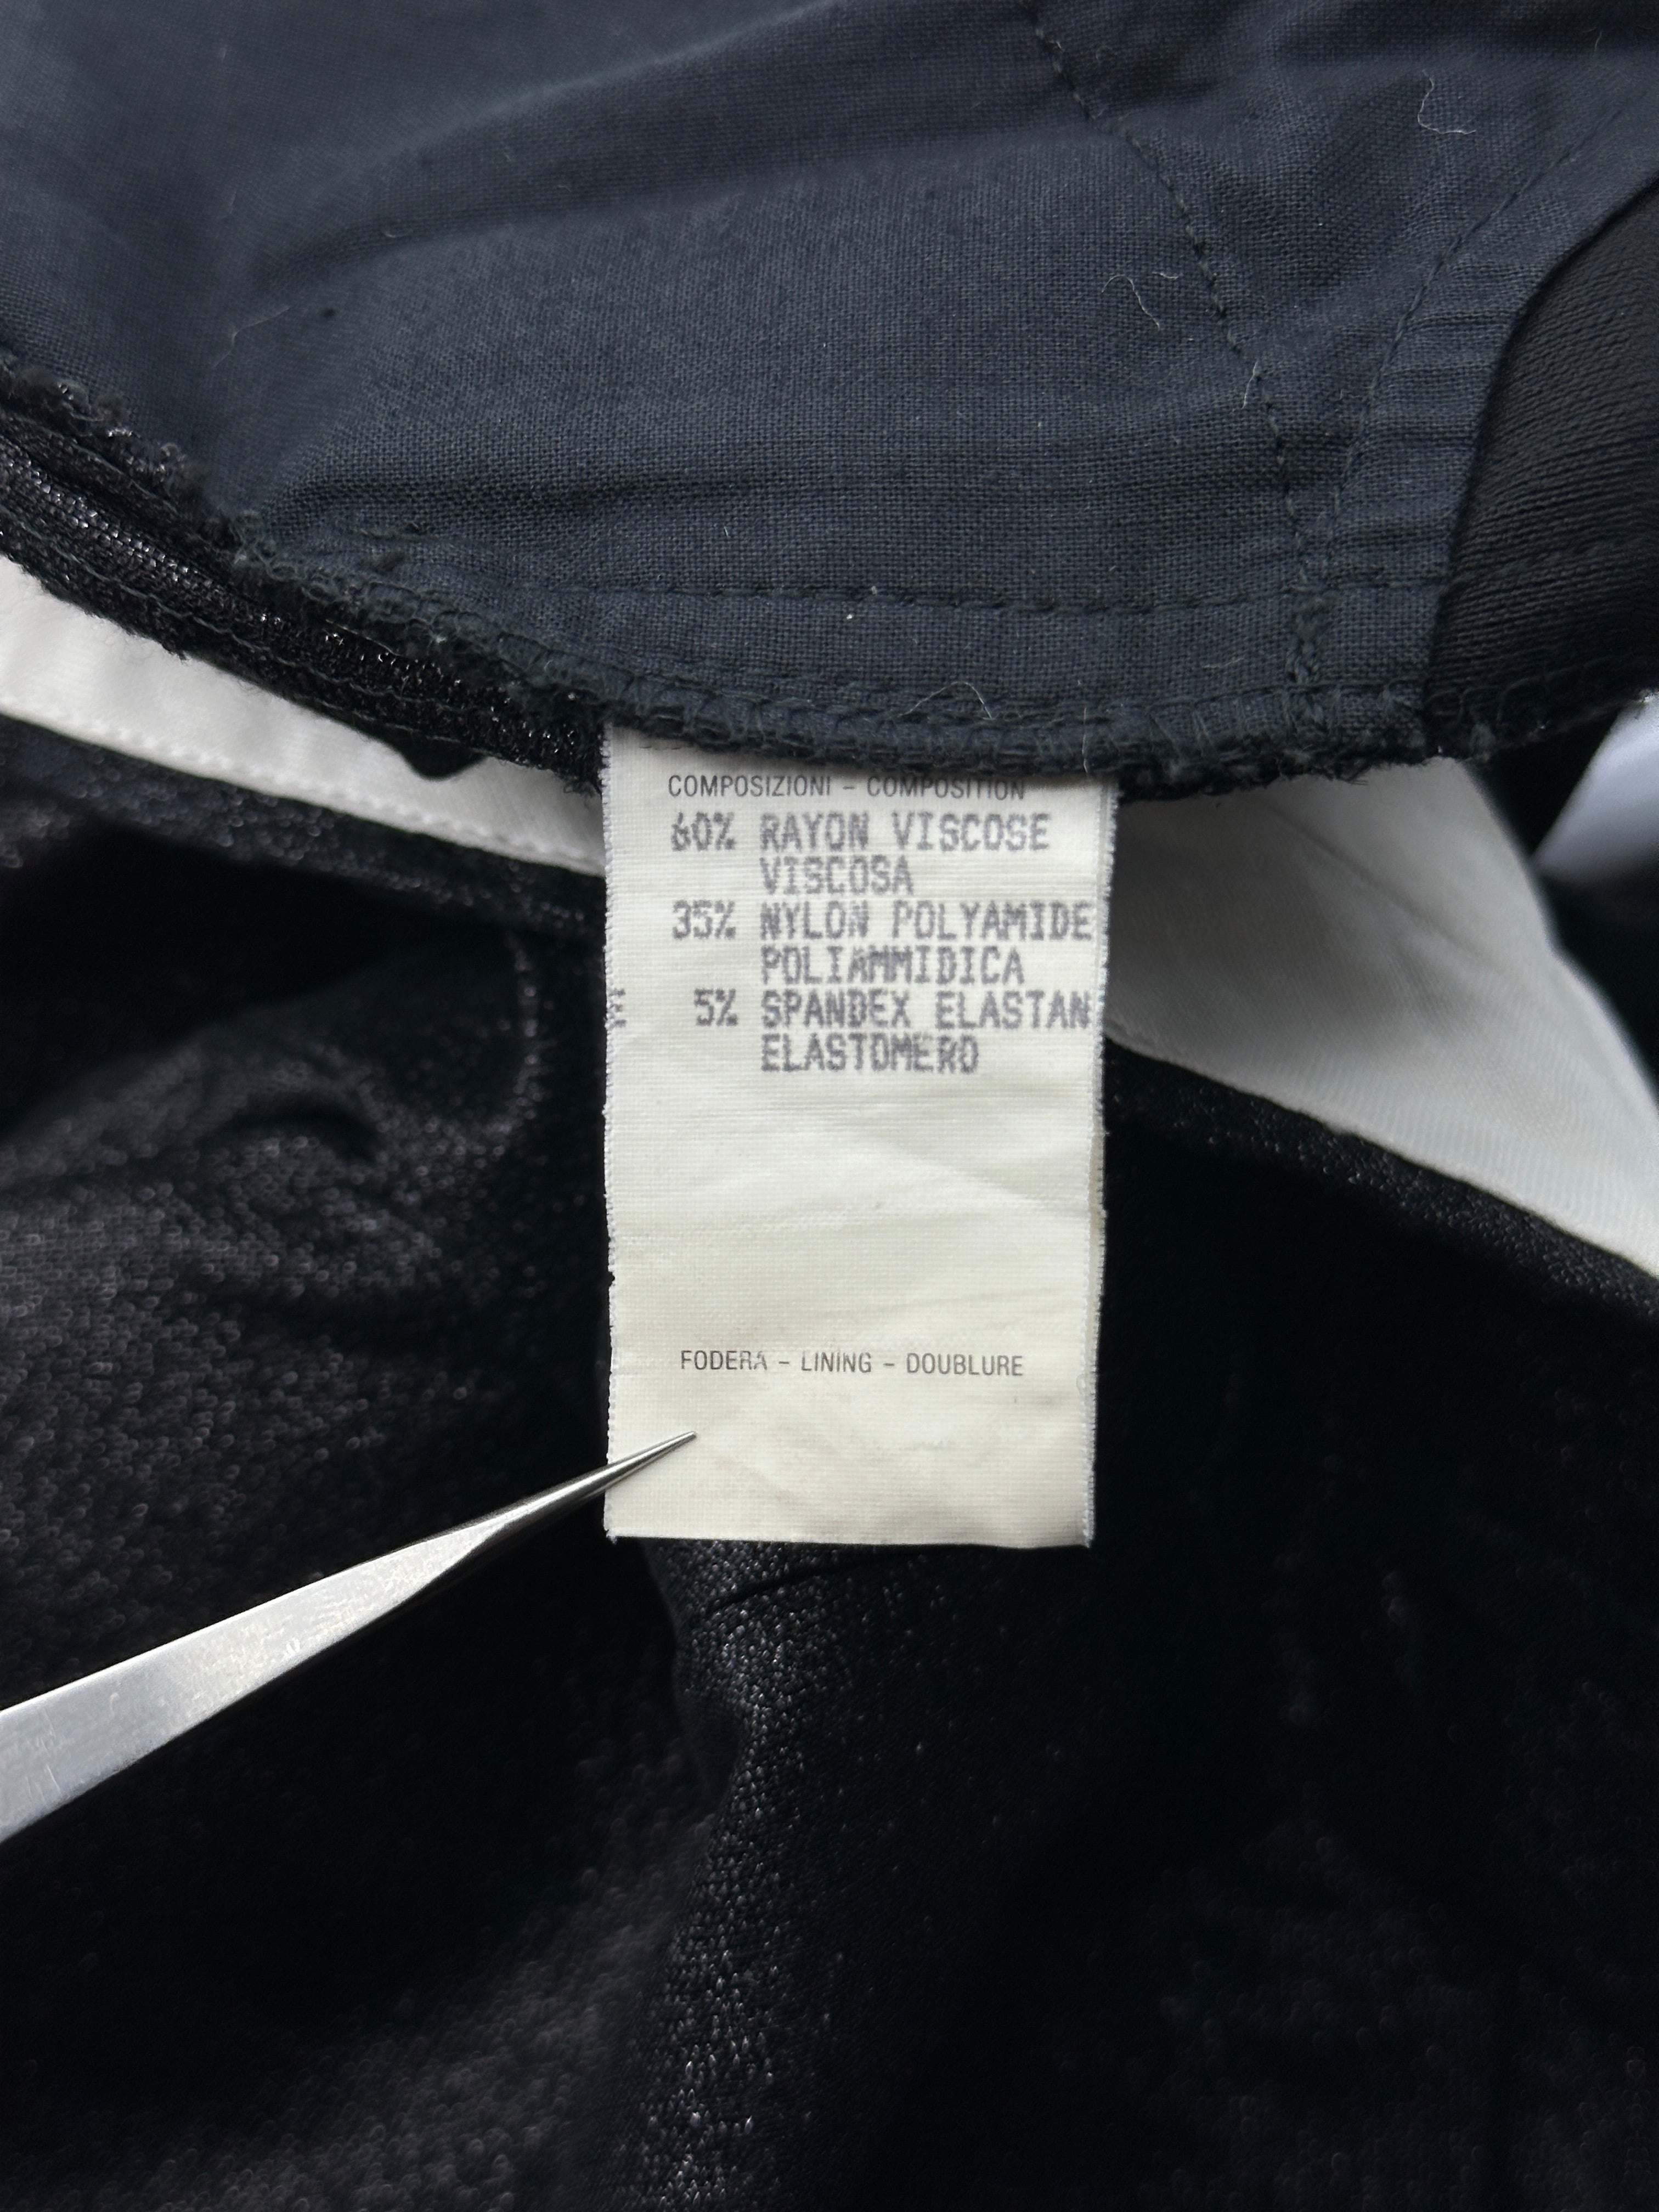 COMPOSIZIONI - COMPOSITION
60% RAYON VISCOSE
VISCOSA
35% NYLON POLYAMIDE
POLIAMMIDICA
E 5% SPANDEX ELASTAN
ELASTOMERO
FODERA - LINING - DOUBLURE